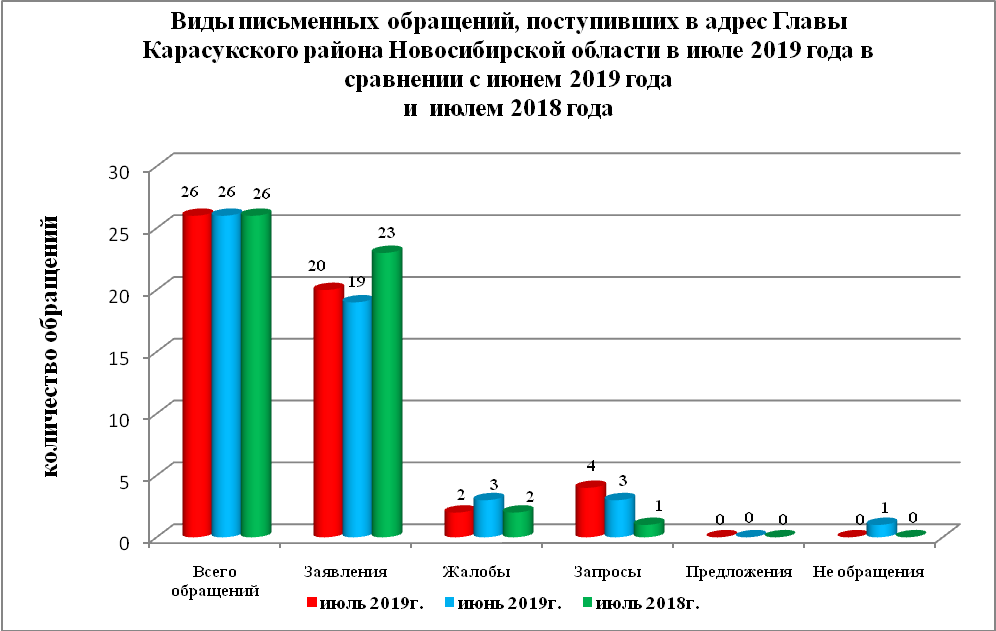 Виды письменных обращений, поступивших в адрес Главы
Карасукского района Новосибирской области в июле 2019 года в
сравнении с июнем 2019 года
и июлем 2018 года
количество обращений
30
25
20
15
10
5
0
26 26 26
20 19 23
2 3 2
4 3 1
0 0 0
0 1 0
Всего обращений
Заявления
Жалобы
Запросы
Предложения
Не обращения
июль 2019г. июнь 2019г. июль 2018г.